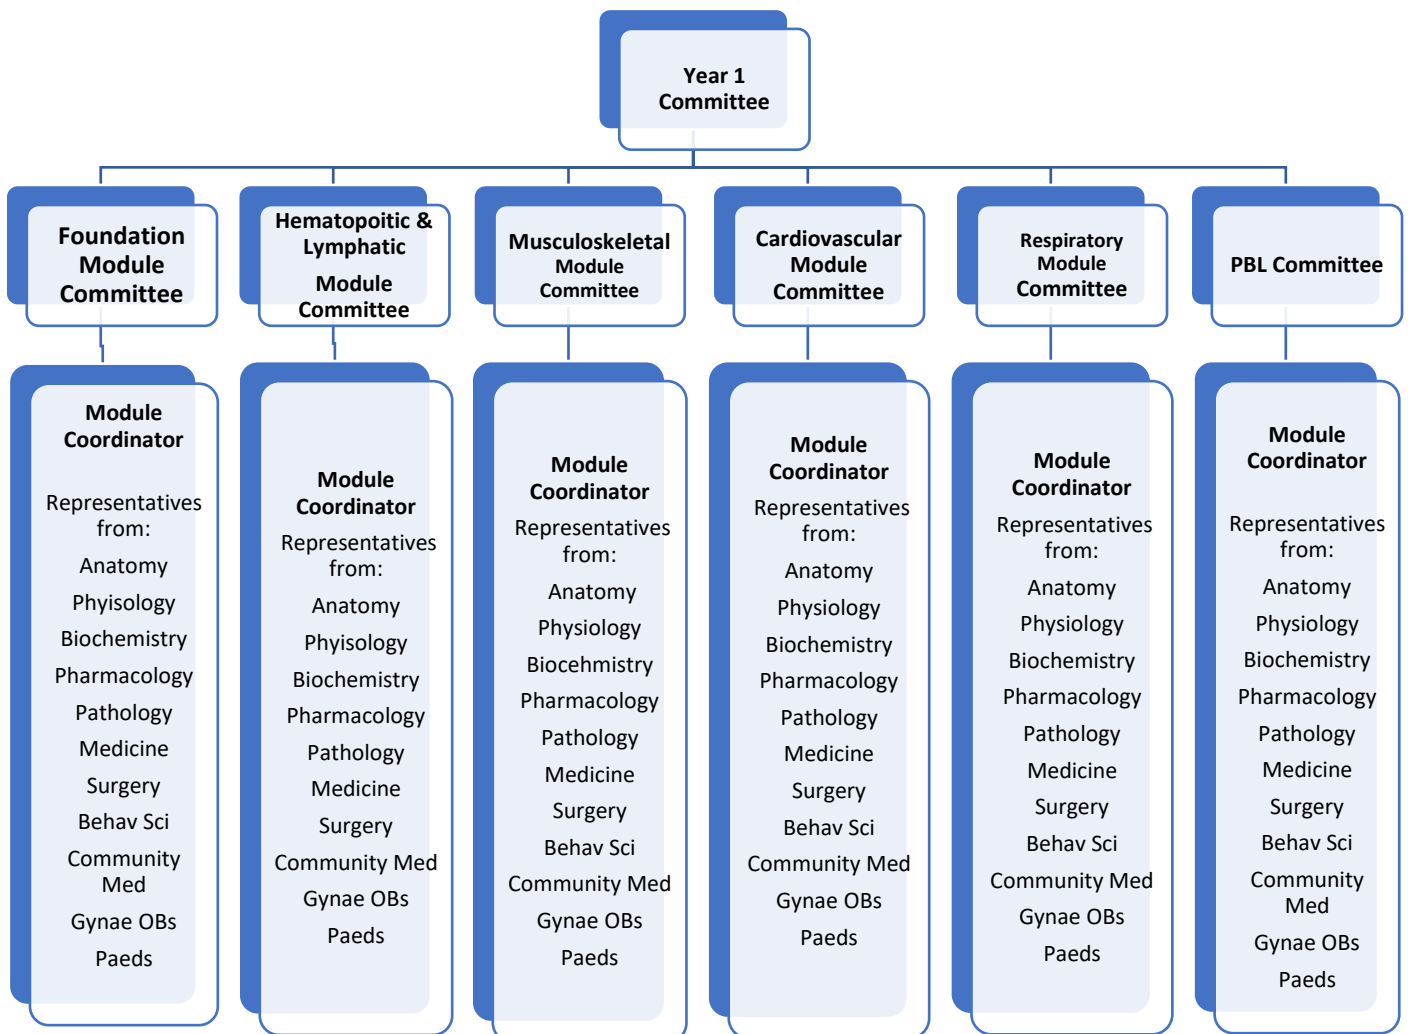 Year 1
Committee
Foundation
Module
Committee
Hematopoitic &
Lymphatic
Module
Committee
Musculoskeletal
Module
Committee
Cardiovascular
Module
Committee
Respiratory
Module
Committee
PBL Committee
Module
Coordinator
Representatives
from:
Anatomy
Phyisology
Biochemistry
Pharmacology
Pathology
Medicine
Surgery
Behav Sci
Community
Med
Gynae OBs
Paeds
Module
Coordinator
Representatives
from:
Anatomy
Phyisology
Biochemistry
Pharmacology
Pathology
Medicine
Surgery
Community Med
Gynae OBs
Paeds
Module
Coordinator
Representatives
from:
Anatomy
Physiology
Biocehmistry
Pharmacology
Pathology
Medicine
Surgery
Behav Sci
Community Med
Gynae OBs
Paeds
Module
Coordinator
Representatives
from:
Anatomy
Physiology
Biochemistry
Pharmacology
Pathology
Medicine
Surgery
Behav Sci
Community Med
Gynae OBs
Paeds
Module
Coordinator
Representatives
from:
Anatomy
Physiology
Biochemistry
Pharmacology
Pathology
Medicine
Surgery
Behav Sci
Community Med
Gynae OBs
Paeds
Module
Coordinator
Representatives
from:
Anatomy
Physiology
Biochemistry
Pharmacology
Pathology
Medicine
Surgery
Behav Sci
Community
Med
Gynae OBs
Paeds